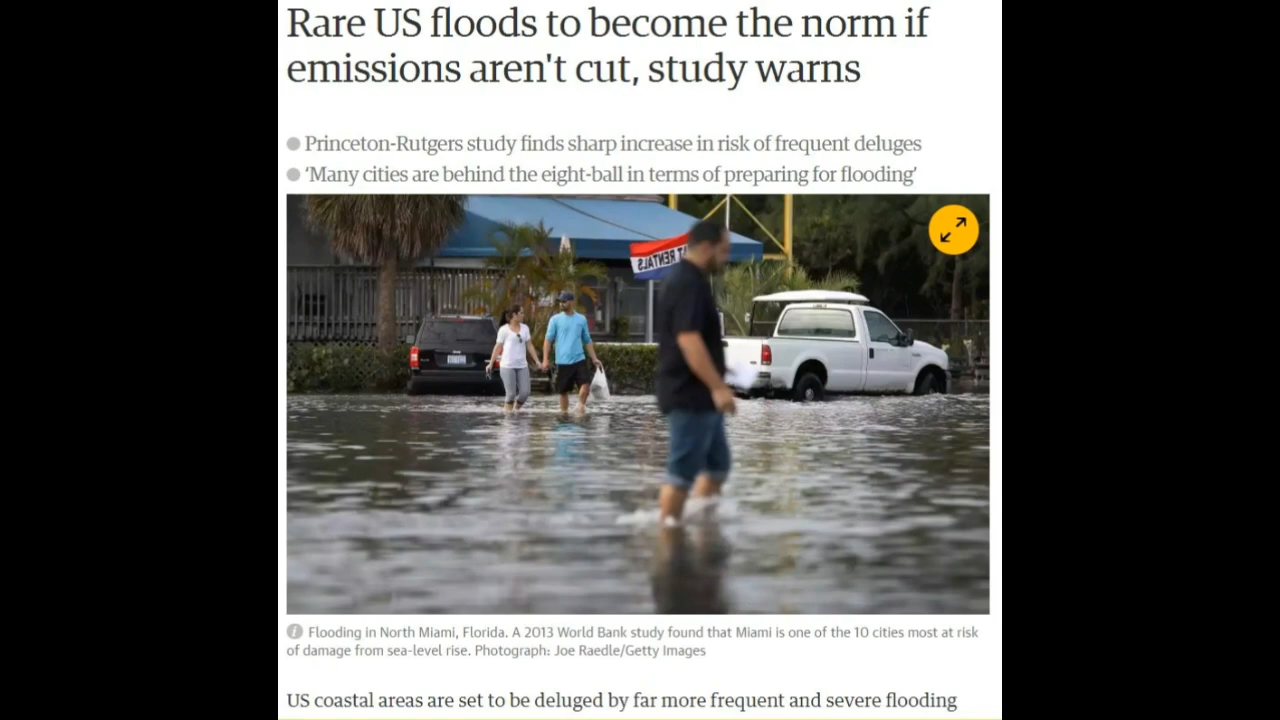 Rare US floods to become the norm if
emissions aren't cut, study warns
Princeton-Rutgers study finds sharp increase in risk of frequent deluges
‘Many cities are behind the eight-ball in terms of preparing for flooding’
RENTALS
Flooding in North Miami, Florida. A 2013 World Bank study found that Miami is one of the 10 cities most at risk
of damage from sea-level rise. Photograph: Joe Raedle/Getty Images
US coastal areas are set to be deluged by far more frequent and severe flooding